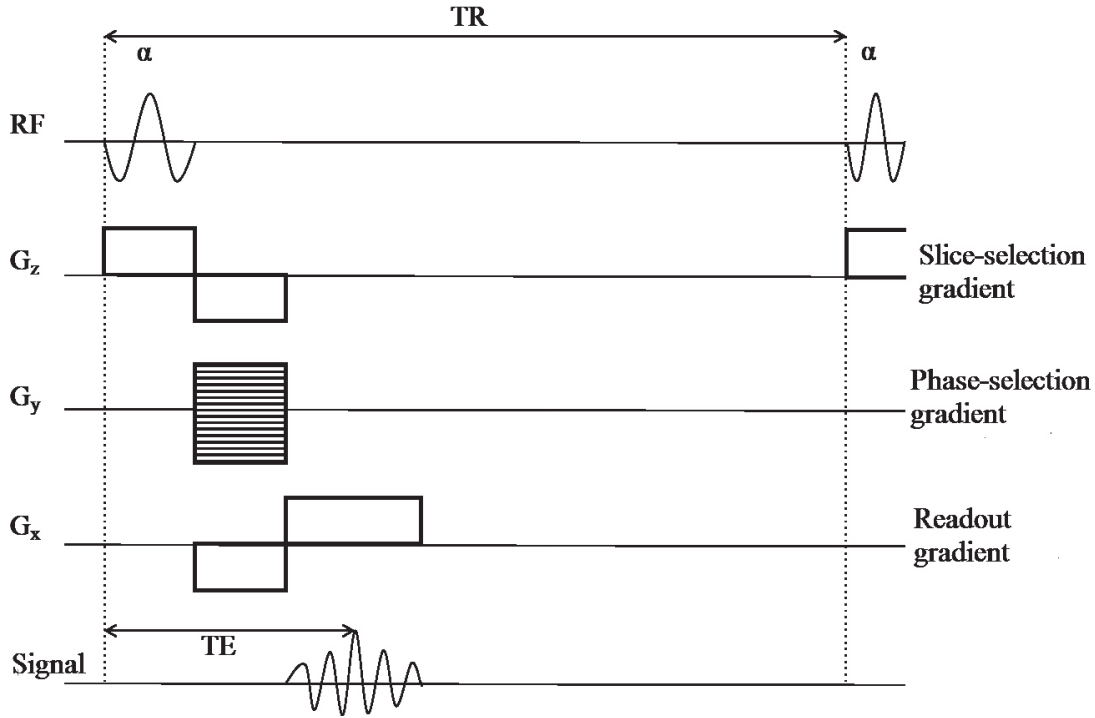 TR
α α
RF
G_z
Slice-selection
gradient
G_y
Phase-selection
gradient
G_x
Readout
gradient
TE
Signal